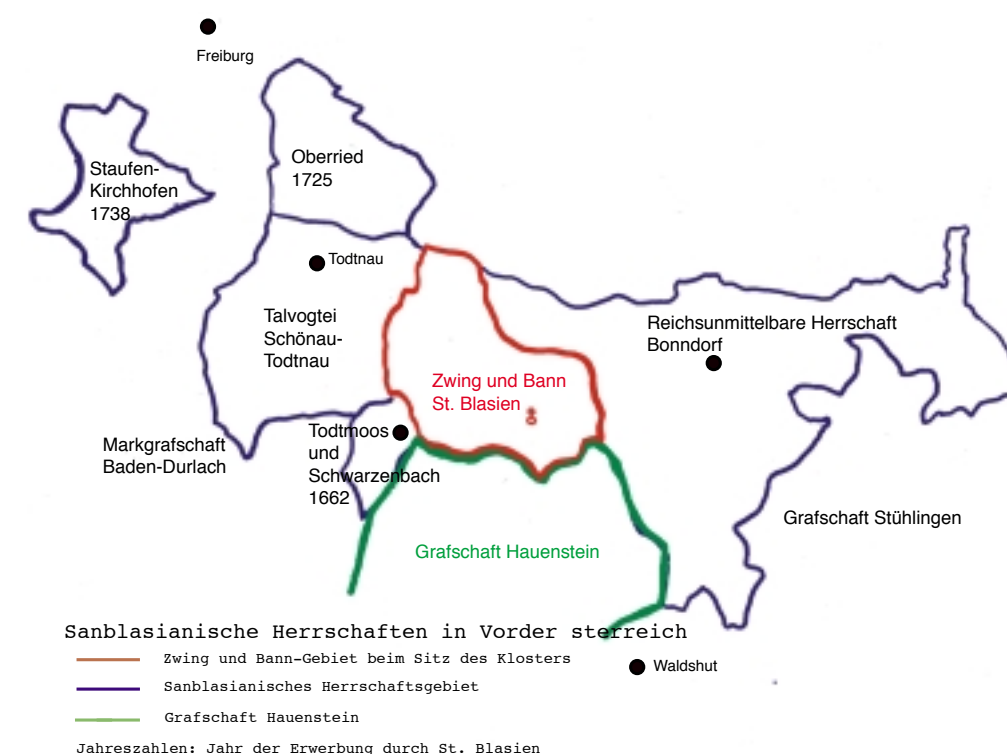 Freiburg
Oberried
1725
Staufen-
Kirchhofen
1738
Todtnau
Talvogtei
Schönau-
Todtnau
Reichsunmittelbare Herrschaft
Bonndorf
Zwing und Bann
St. Blasien
Todtmoos
und
Schwarzenbach
1662
Markgrafschaft
Baden-Durlach
Grafschaft Stühlingen
Grafschaft Hauenstein
Sanblasianische Herrschaften in Vorder sterreich
Zwing und Bann-Gebiet beim Sitz des Klosters
Waldshut
Sanblasianisches Herrschaftsgebiet
Grafschaft Hauenstein
Jahreszahlen: Jahr der Erwerbung durch St. Blasien